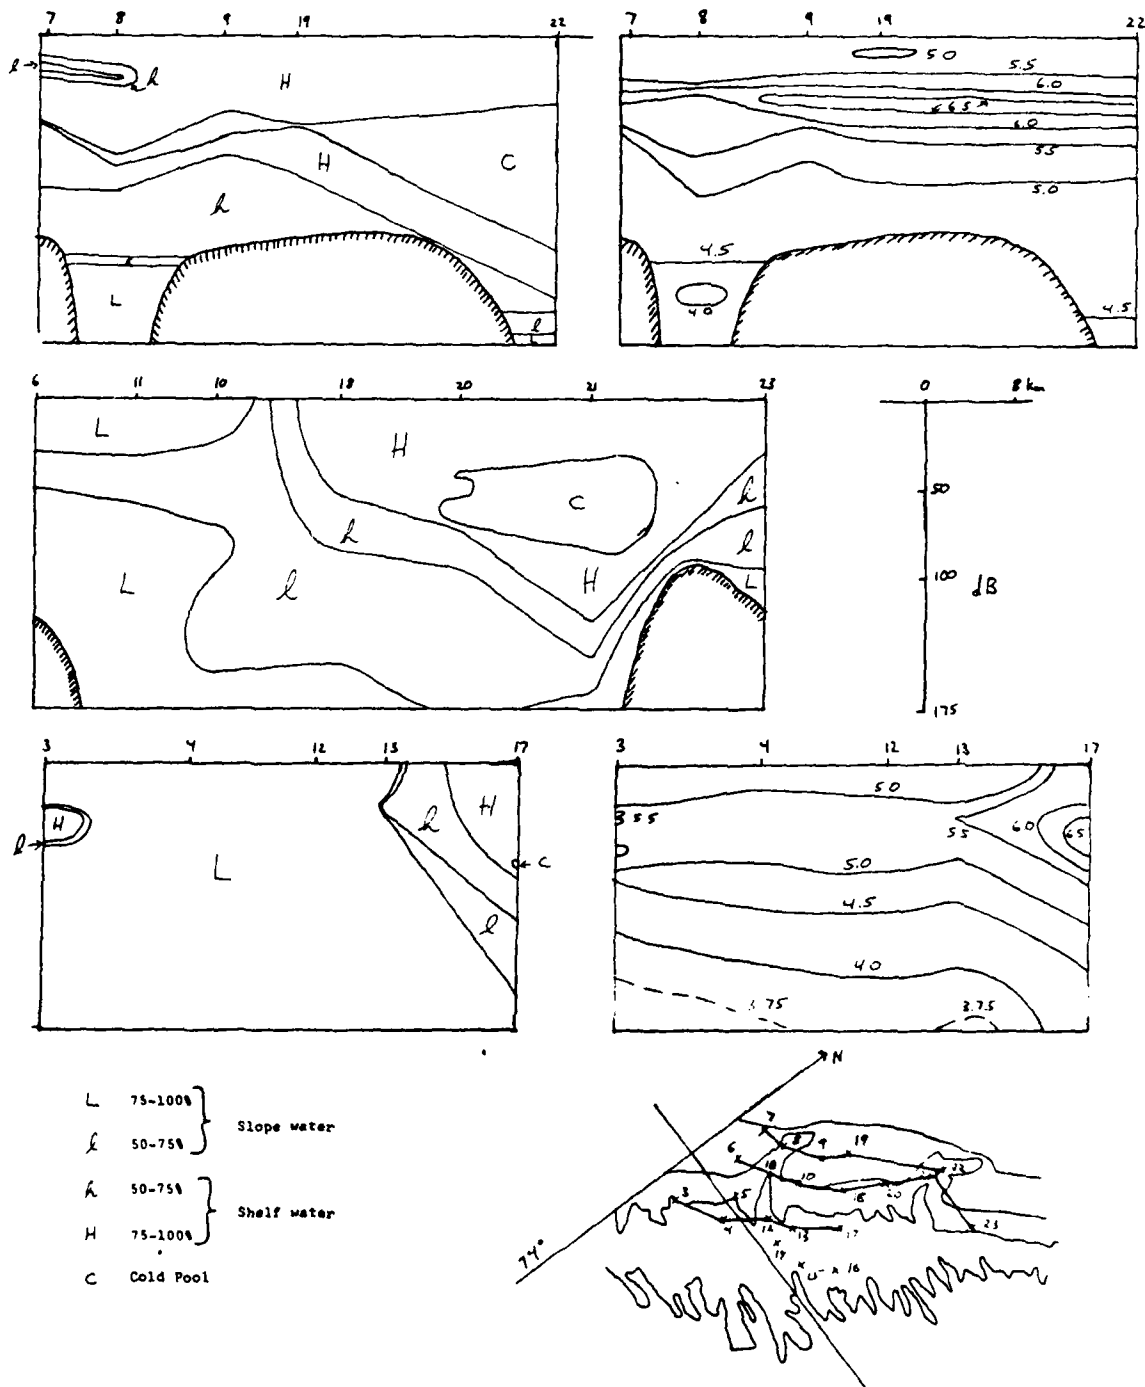 7 8 9 19 22
l → h H
H C
h
l
L l
L
7 8 9 19 22
5.0 5.5
6.0
6.5
6.0
5.5
5.0
4.5
4.0 4.5
6 11 10 18 20 21 23
L H
C h
h l
L l H L
0 8 km
50
100
dB
175
3 4 12 13 17
H H
h
l → L ← C
l
3 4 12 13 17
5.0
5.5 5.5 6.0 6.5
5.0
4.5
4.0
3.75 3.75
L 75-100%
l 50-75%
Slope water
h 50-75%
Shelf water
H 75-100%
C Cold Pool
N
7 8 9 19
6 10 22
18 20
3 5
4 13 17 23
16
74°